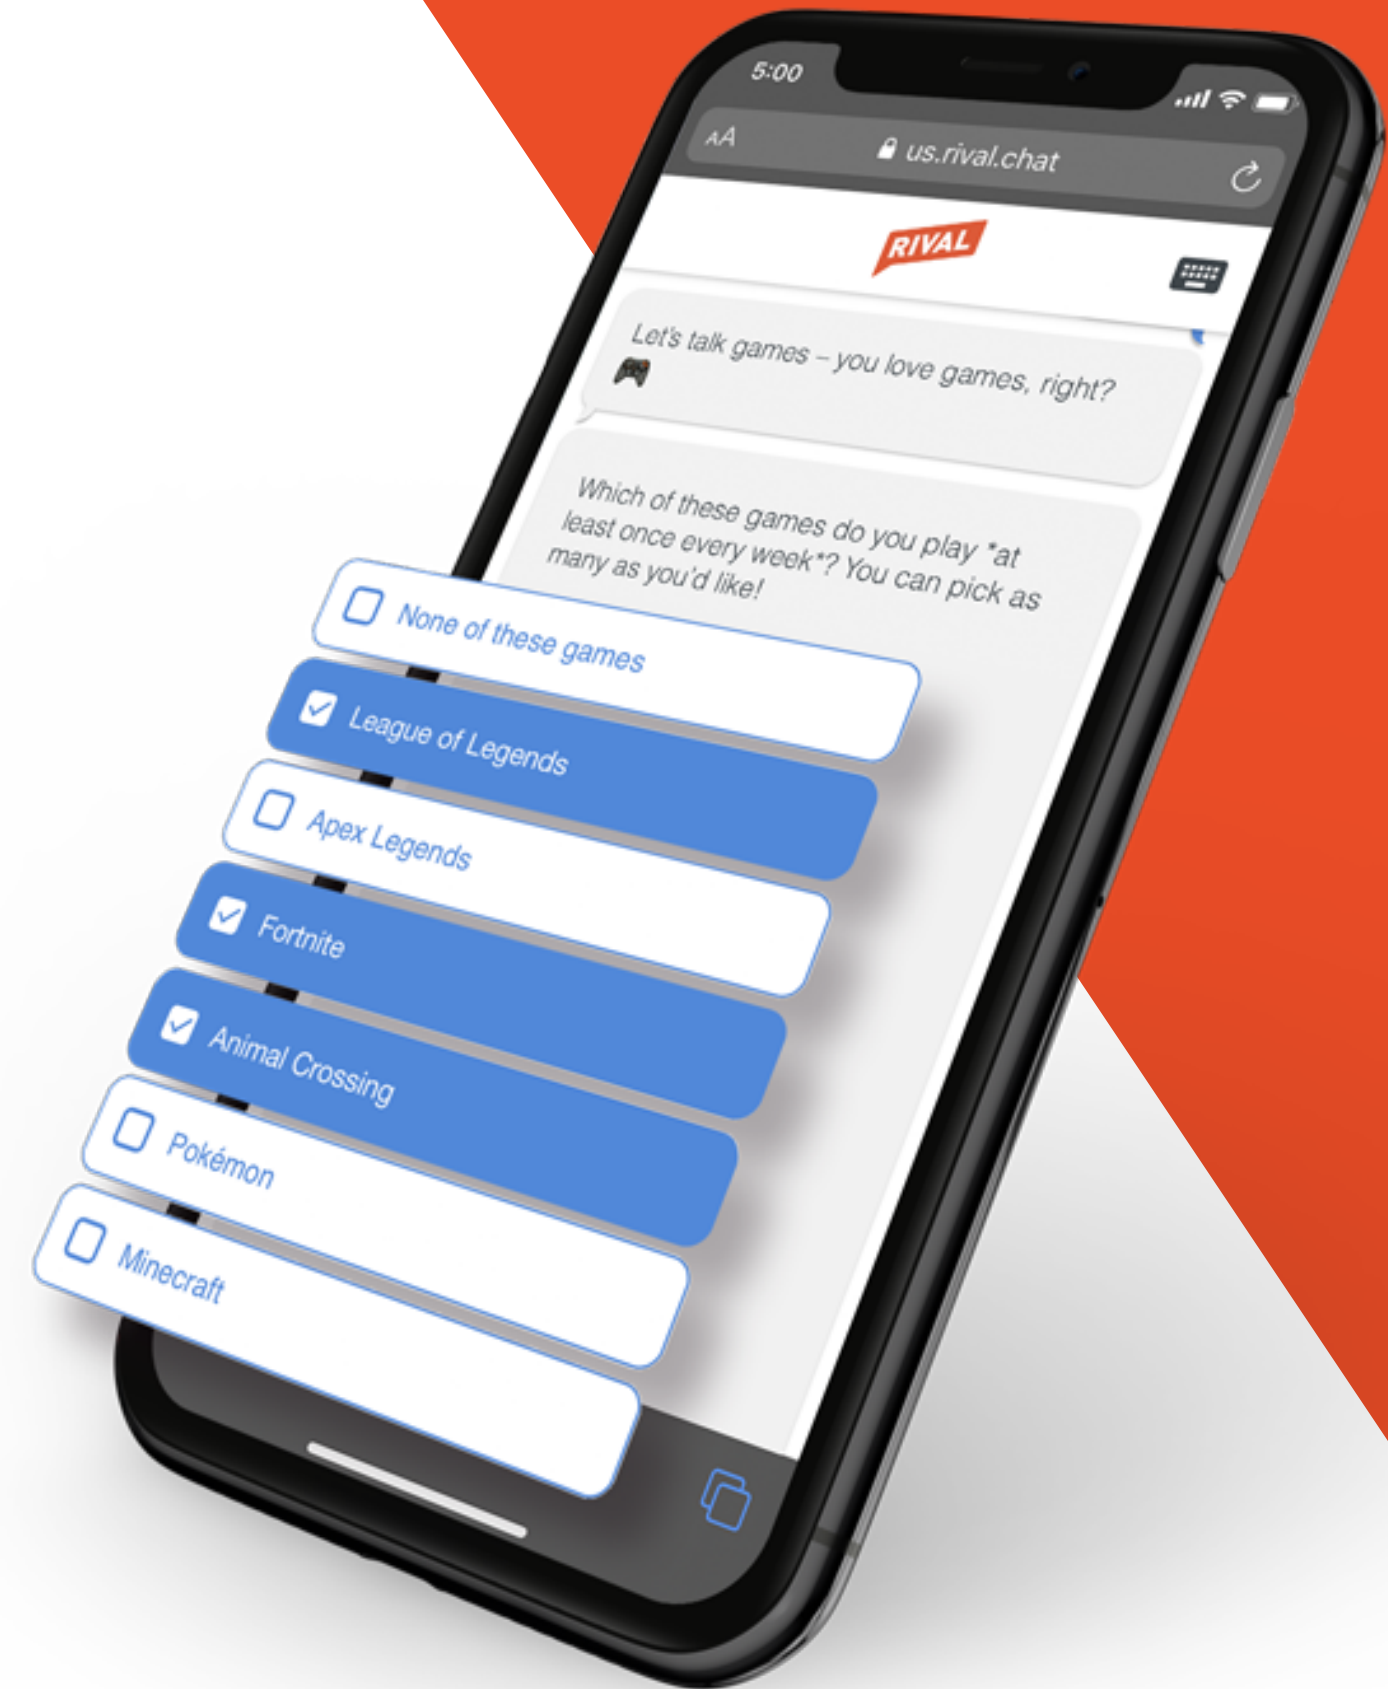 5:00
AA
us.rival.chat
RIVAL
Let's talk games – you love games, right?
Which of these games do you play *at
least once every week*? You can pick as
many as you'd like!
None of these games
League of Legends
Apex Legends
Fortnite
Animal Crossing
Pokémon
Minecraft